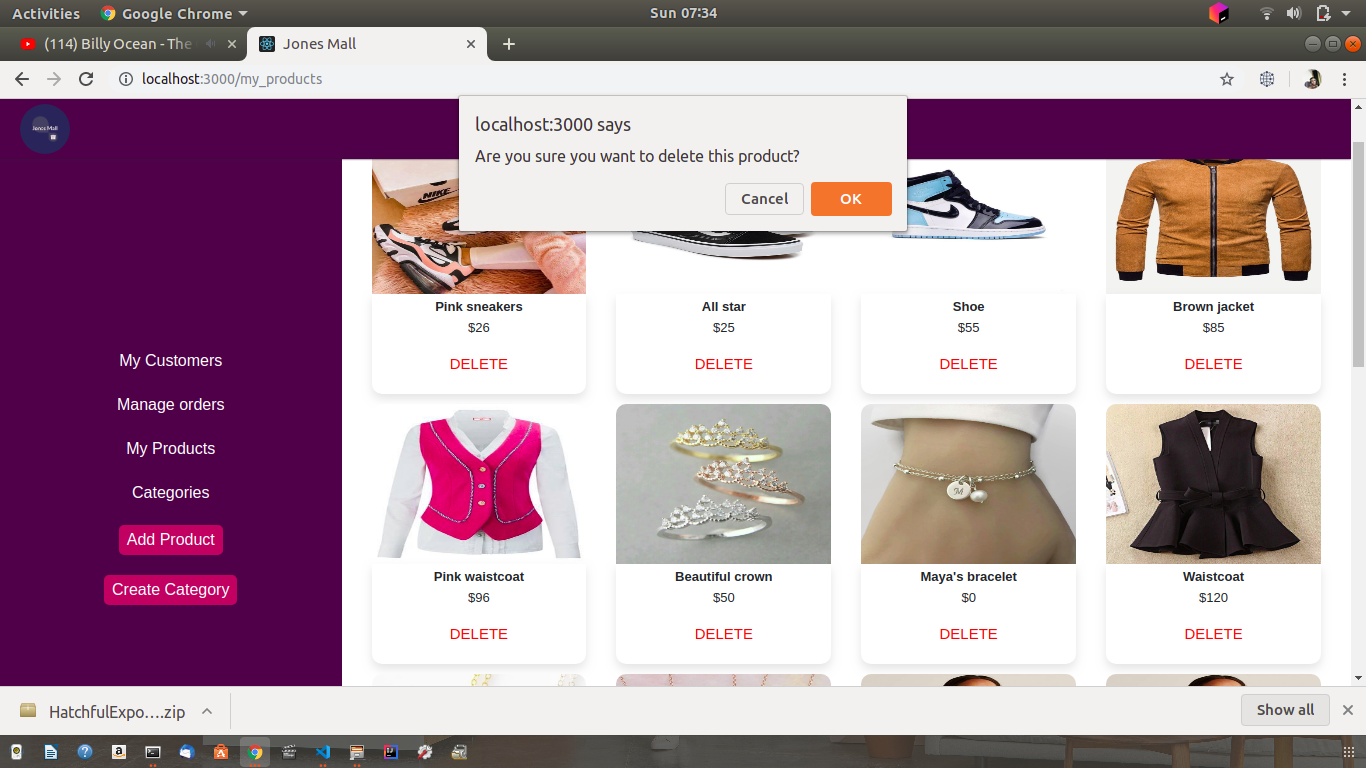 Activities
Google Chrome
Sun 07:34
(114) Billy Ocean - The
Jones Mall
localhost:3000/my_products
Jones Mall
localhost:3000 says
Are you sure you want to delete this product?
Cancel
OK
NIKE
My Customers
Manage orders
My Products
Categories
Add Product
Create Category
Pink sneakers
$26
DELETE
All star
$25
DELETE
Shoe
$55
DELETE
Brown jacket
$85
DELETE
Pink waistcoat
$96
DELETE
Beautiful crown
$50
DELETE
M
Maya's bracelet
$0
DELETE
Waistcoat
$120
DELETE
HatchfulExpo....zip
Show all